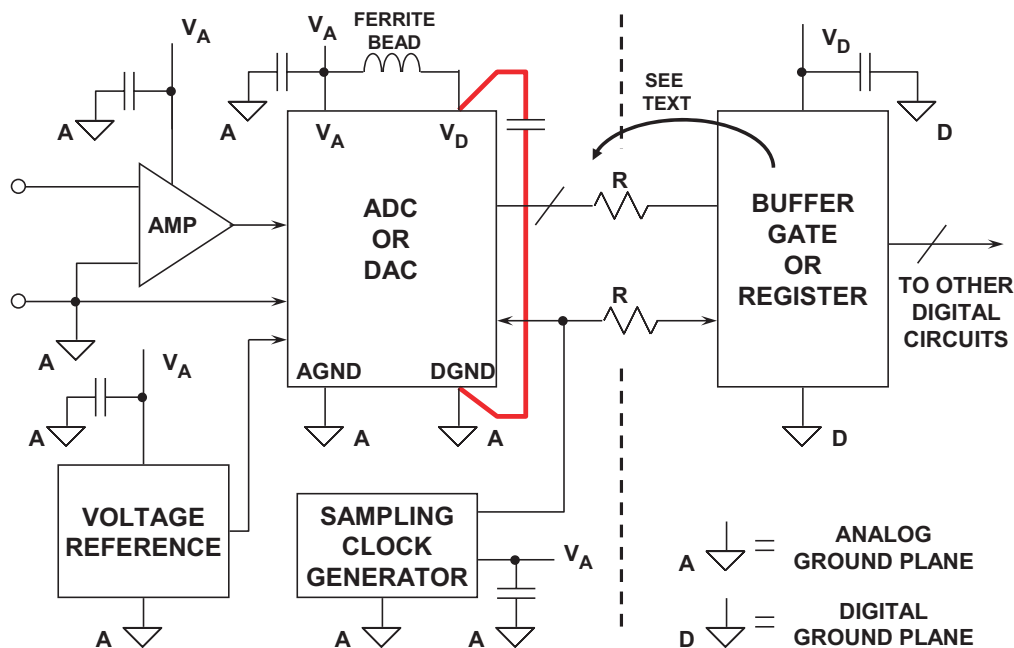 VA
VA
FERRITE
BEAD
VD
A
A
D
VA
VD
SEE
TEXT
AMP
ADC
OR
DAC
R
BUFFER
GATE
OR
REGISTER
TO OTHER
DIGITAL
CIRCUITS
R
A
AGND
DGND
VA
A
A
A
D
VOLTAGE
REFERENCE
SAMPLING
CLOCK
GENERATOR
VA
A
A
A
A
=
ANALOG
GROUND PLANE
D
=
DIGITAL
GROUND PLANE